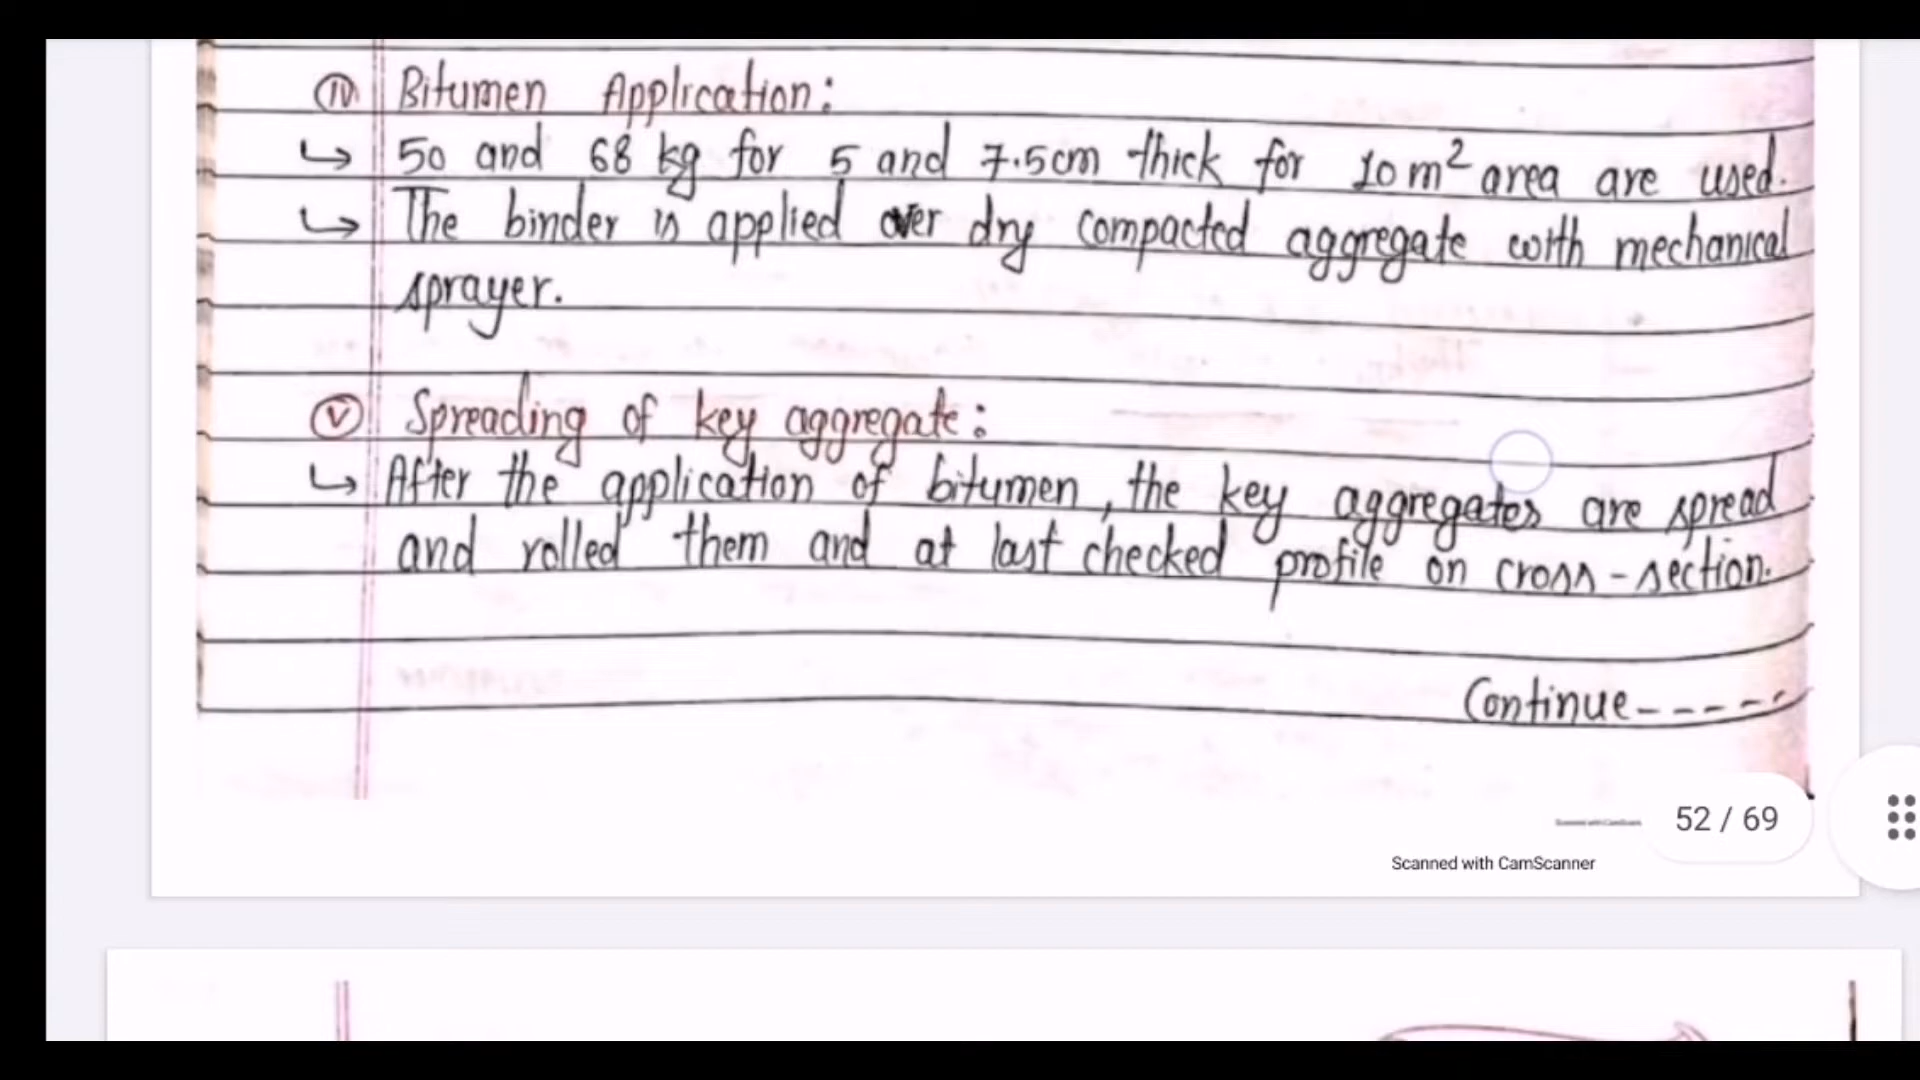 IV Bitumen Application:
↳ 50 and 68 kg for 5 and 7.5cm thick for 10 m² area are used.
↳ The binder is applied over dry compacted aggregate with mechanical
sprayer.
V Spreading of key aggregate:
↳ After the application of bitumen, the key aggregates are spread
and rolled them and at last checked profile on cross-section.
Continue-----
52 / 69
Scanned with CamScanner